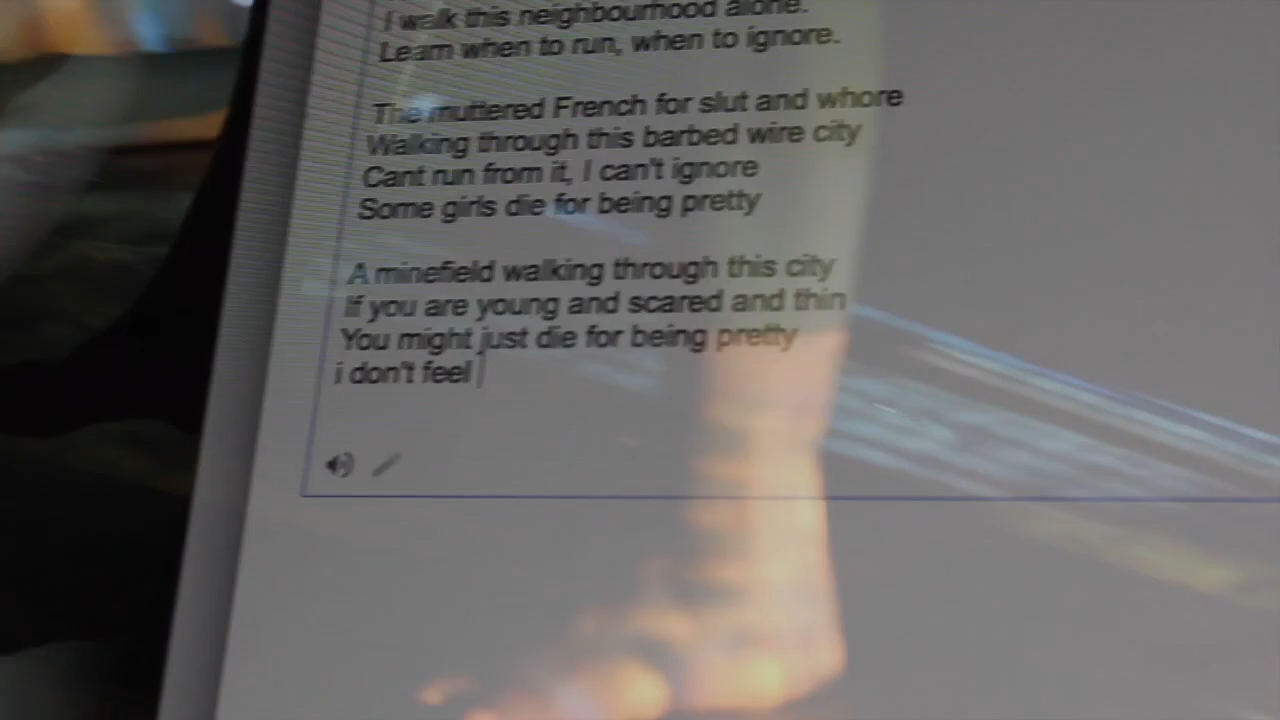 I walk this neighbourhood alone.
Learn when to run, when to ignore.
The muttered French for slut and whore
Walking through this barbed wire city
Cant run from it, I can't ignore
Some girls die for being pretty
A minefield walking through this city
If you are young and scared and thin
You might just die for being pretty
i don't feel